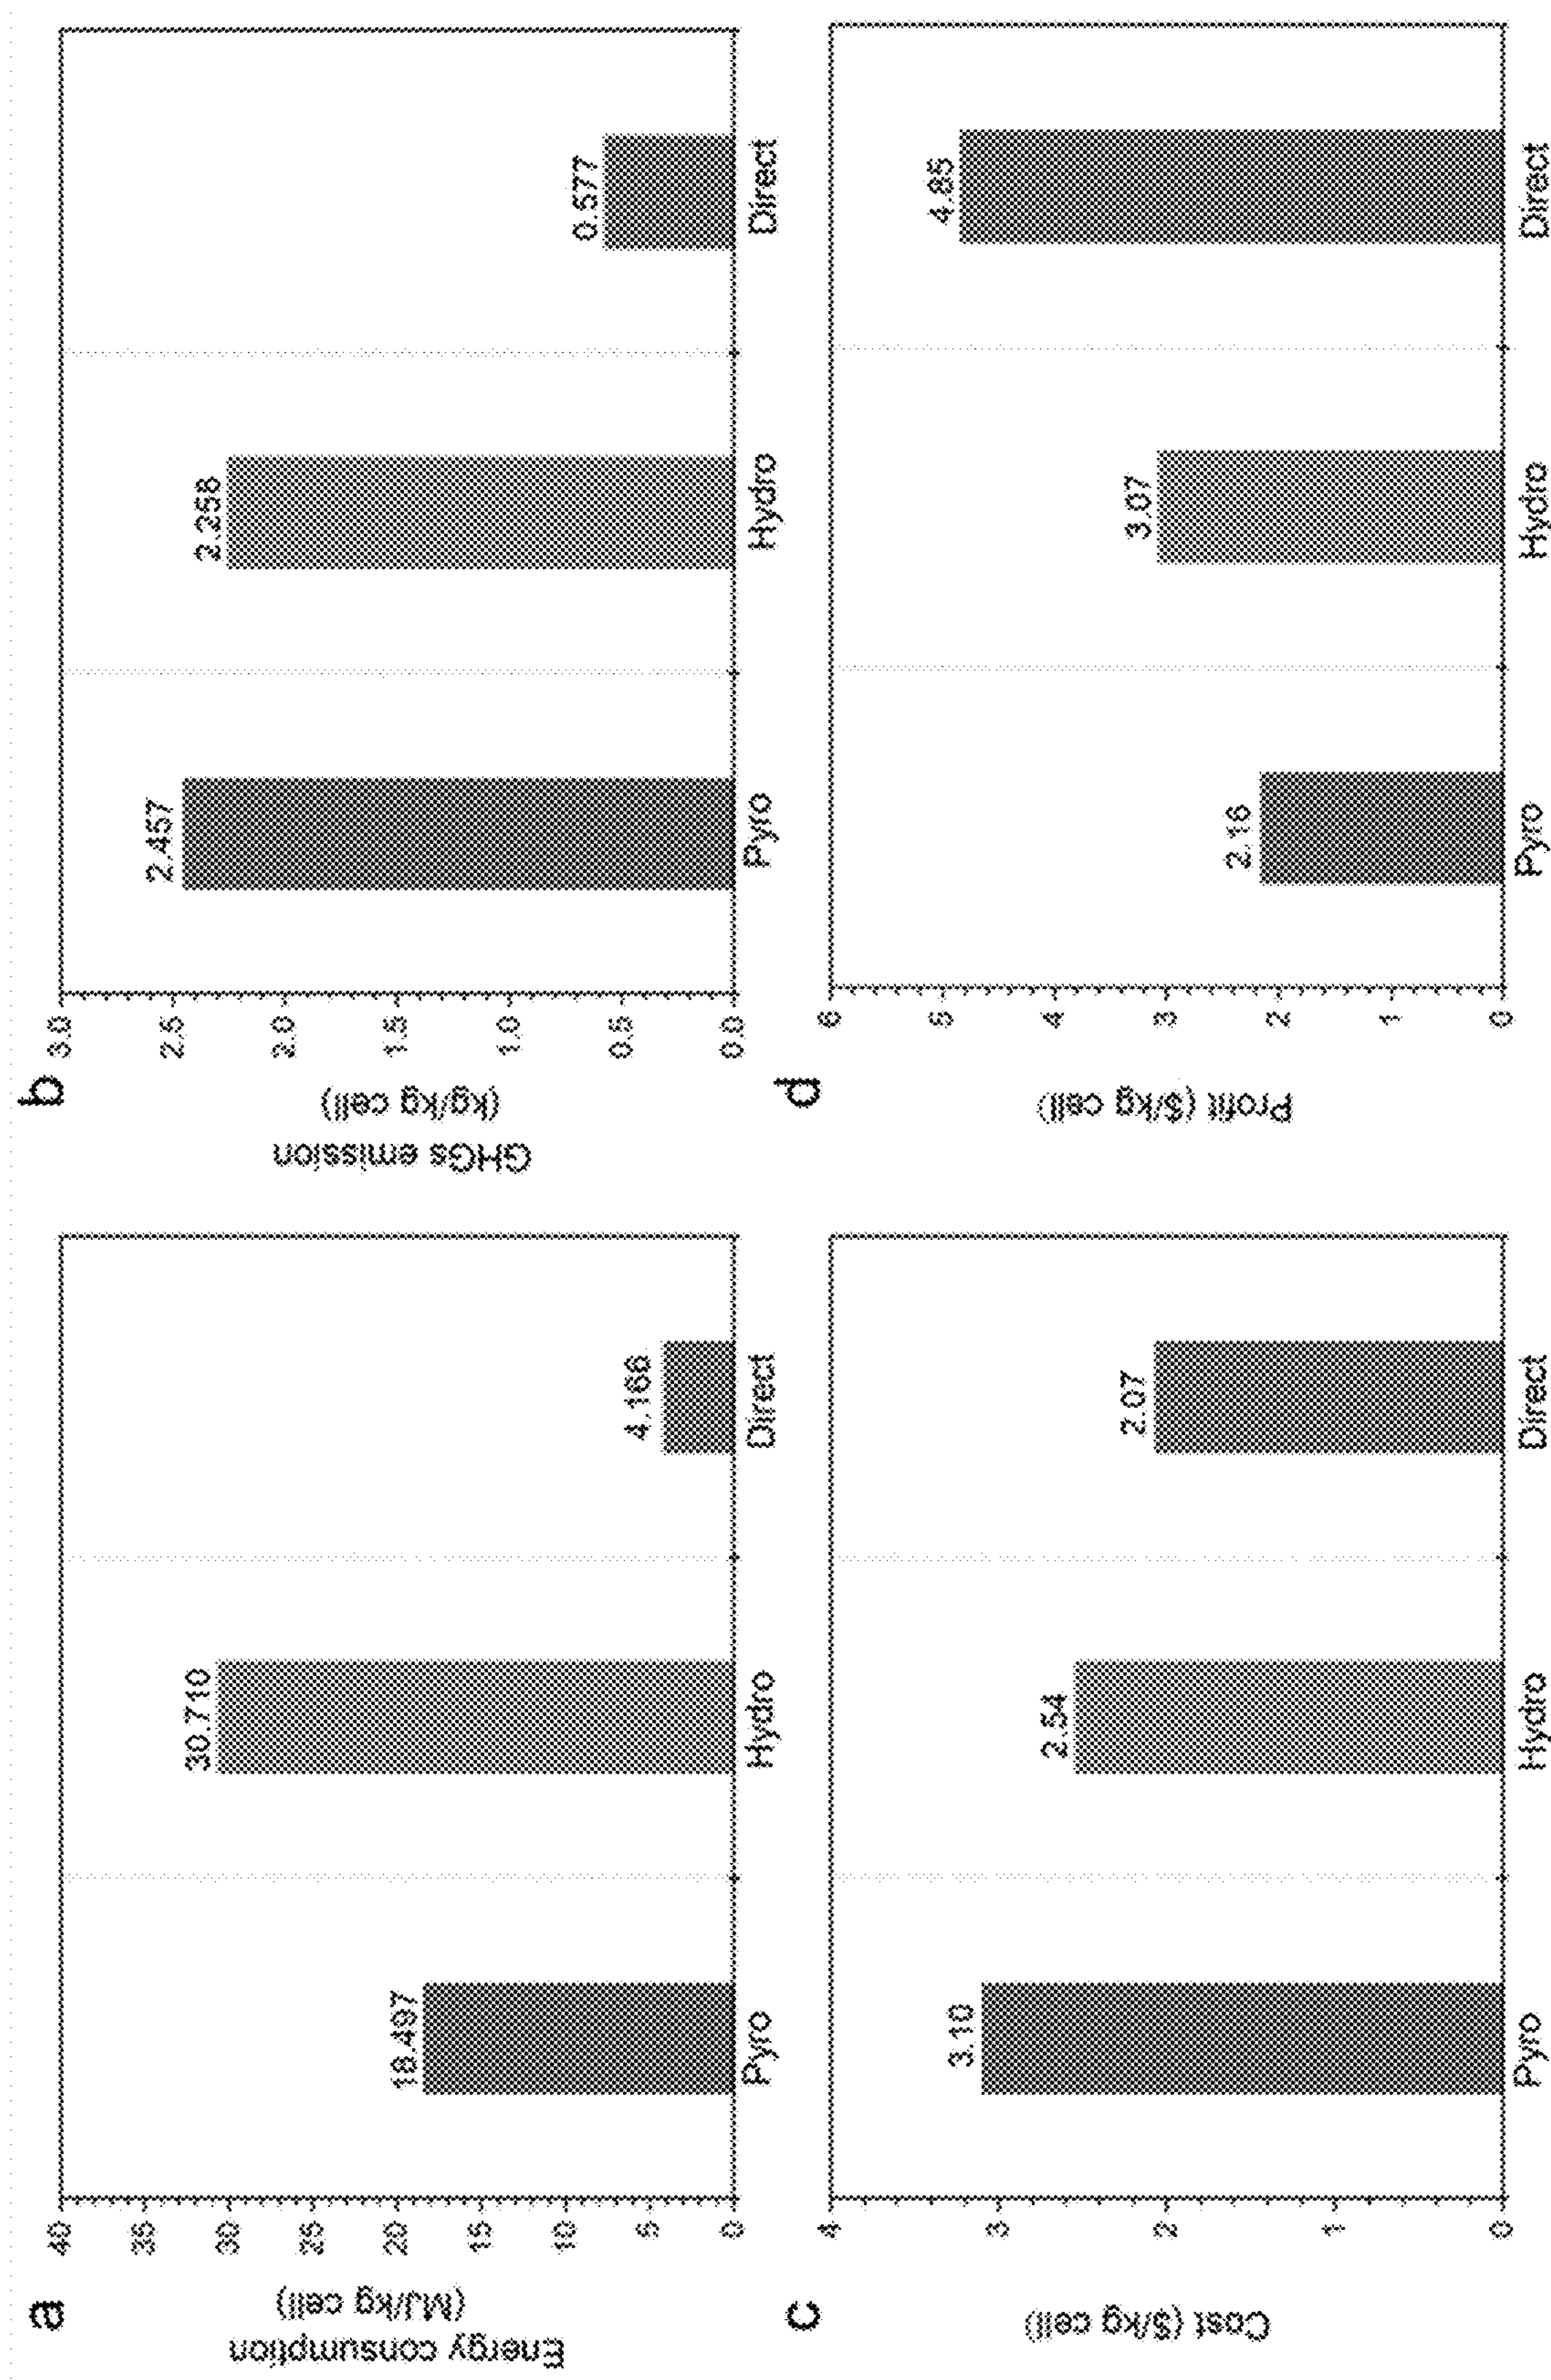 a
Energy consumption
(MJ/kg cell)
40
35
30
25
20
15
10
5
0
18.497
30.710
4.166
Pyro
Hydro
Direct
b
GHGs emission
(kg/kg cell)
3.0
2.5
2.0
1.5
1.0
0.5
0.0
2.457
2.258
0.577
Pyro
Hydro
Direct
c
Cost ($/kg cell)
4
3
2
1
0
3.10
2.54
2.07
Pyro
Hydro
Direct
d
Profit ($/kg cell)
6
5
4
3
2
1
0
2.16
3.07
4.85
Pyro
Hydro
Direct